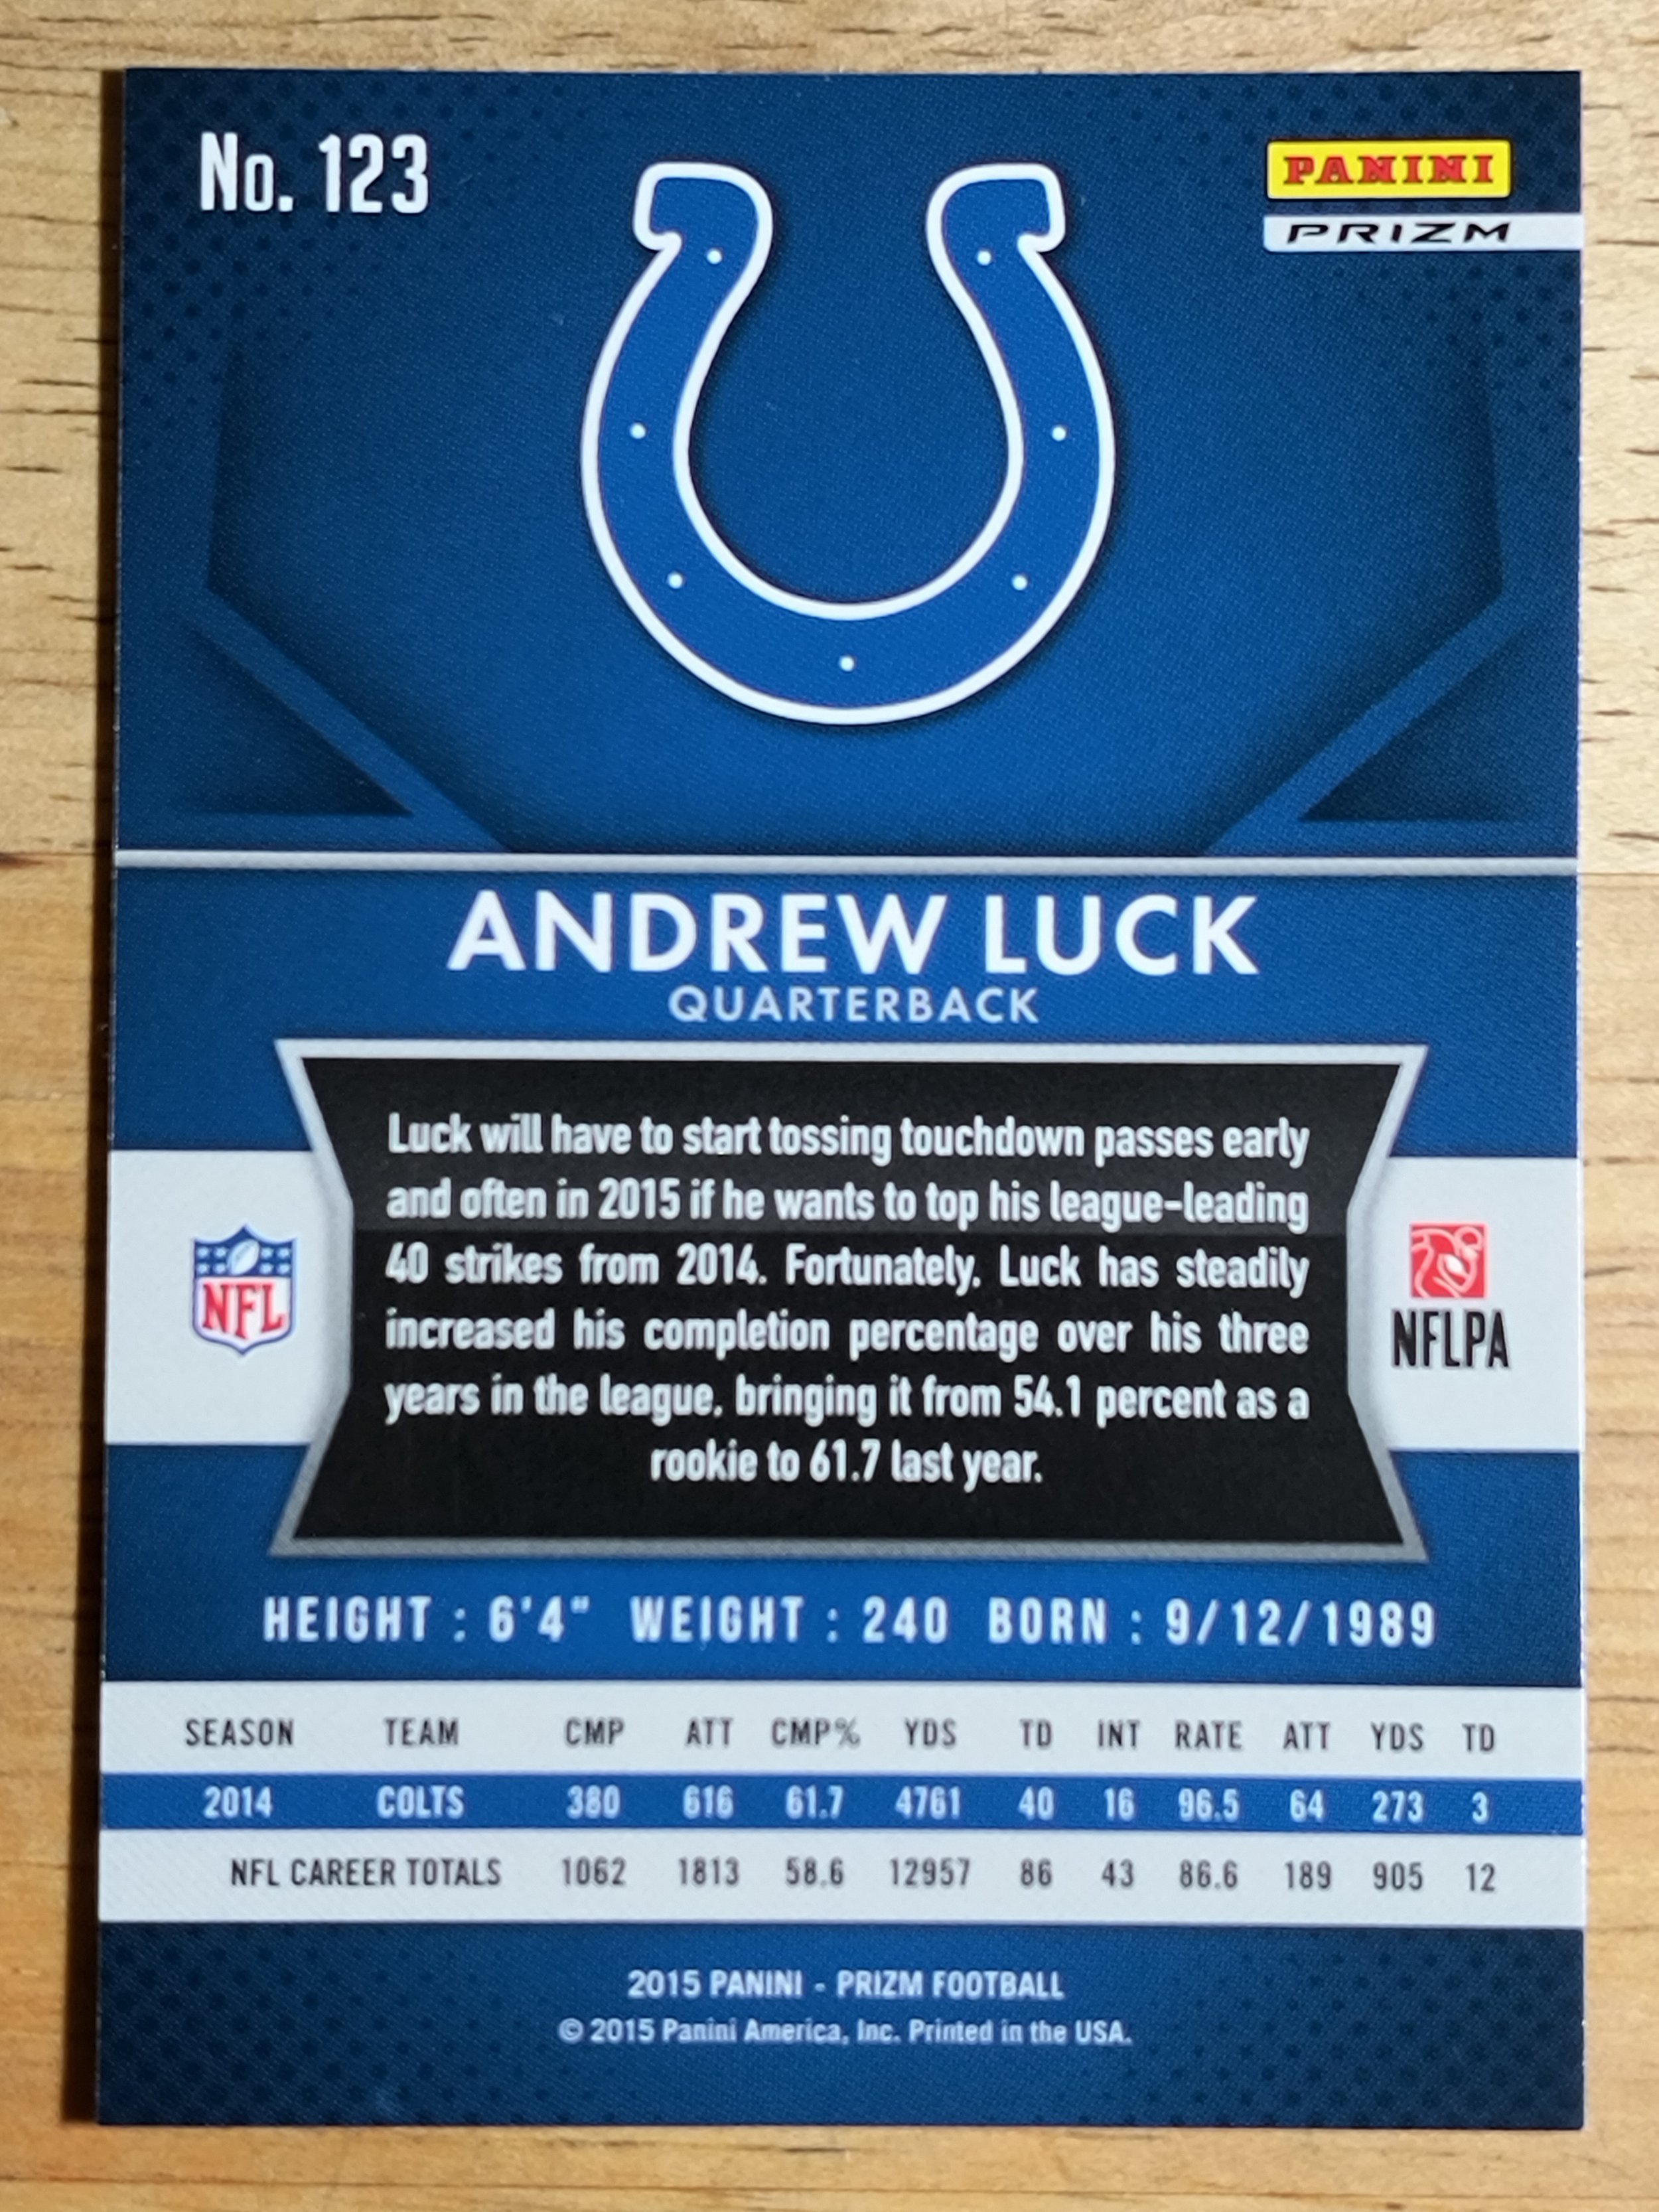 No. 123
PANINI
PRIZM
ANDREW LUCK
QUARTERBACK
Luck will have to start tossing touchdown passes early
and often in 2015 if he wants to top his league-leading
40 strikes from 2014. Fortunately, Luck has steadily
increased his completion percentage over his three
years in the league, bringing it from 54.1 percent as a
rookie to 61.7 last year.
NFL
NFLPA
HEIGHT : 6'4" WEIGHT : 240 BORN : 9/12/1989
SEASON TEAM CMP ATT CMP% YDS TD INT RATE ATT YDS TD
2014 COLTS 380 616 61.7 4761 40 16 96.5 64 273 3
NFL CAREER TOTALS 1062 1813 58.6 12957 86 43 86.6 189 905 12
2015 PANINI - PRIZM FOOTBALL
© 2015 Panini America, Inc. Printed in the USA.